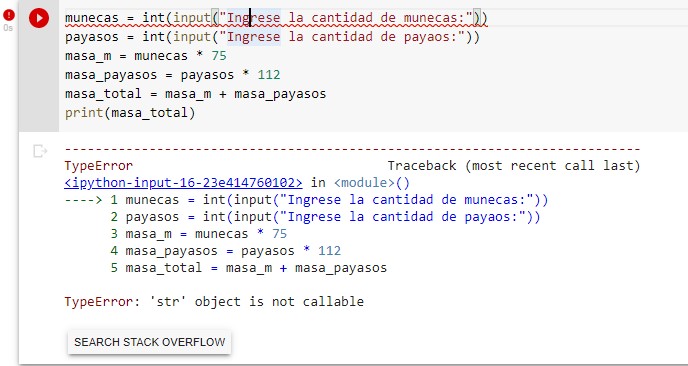 0s
munecas = int(input("Ingrese la cantidad de munecas:"))
payasos = int(input("Ingrese la cantidad de payaos:"))
masa_m = munecas * 75
masa_payasos = payasos * 112
masa_total = masa_m + masa_payasos
print(masa_total)
---------------------------------------------------------------------------
TypeError Traceback (most recent call last)
<ipython-input-16-23e414760102> in <module>()
----> 1 munecas = int(input("Ingrese la cantidad de munecas:"))
2 payasos = int(input("Ingrese la cantidad de payaos:"))
3 masa_m = munecas * 75
4 masa_payasos = payasos * 112
5 masa_total = masa_m + masa_payasos
TypeError: 'str' object is not callable
SEARCH STACK OVERFLOW